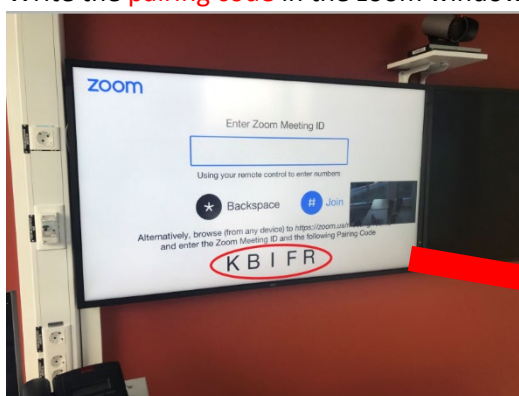 Write the pairing code in the zoom window
zoom
Enter Zoom Meeting ID
Using your remote control to enter numbers
* Backspace # Join
Alternatively, browse (from any device) to https://zoom.us/
and enter the Zoom Meeting ID and the following Pairing Code
K B I F R